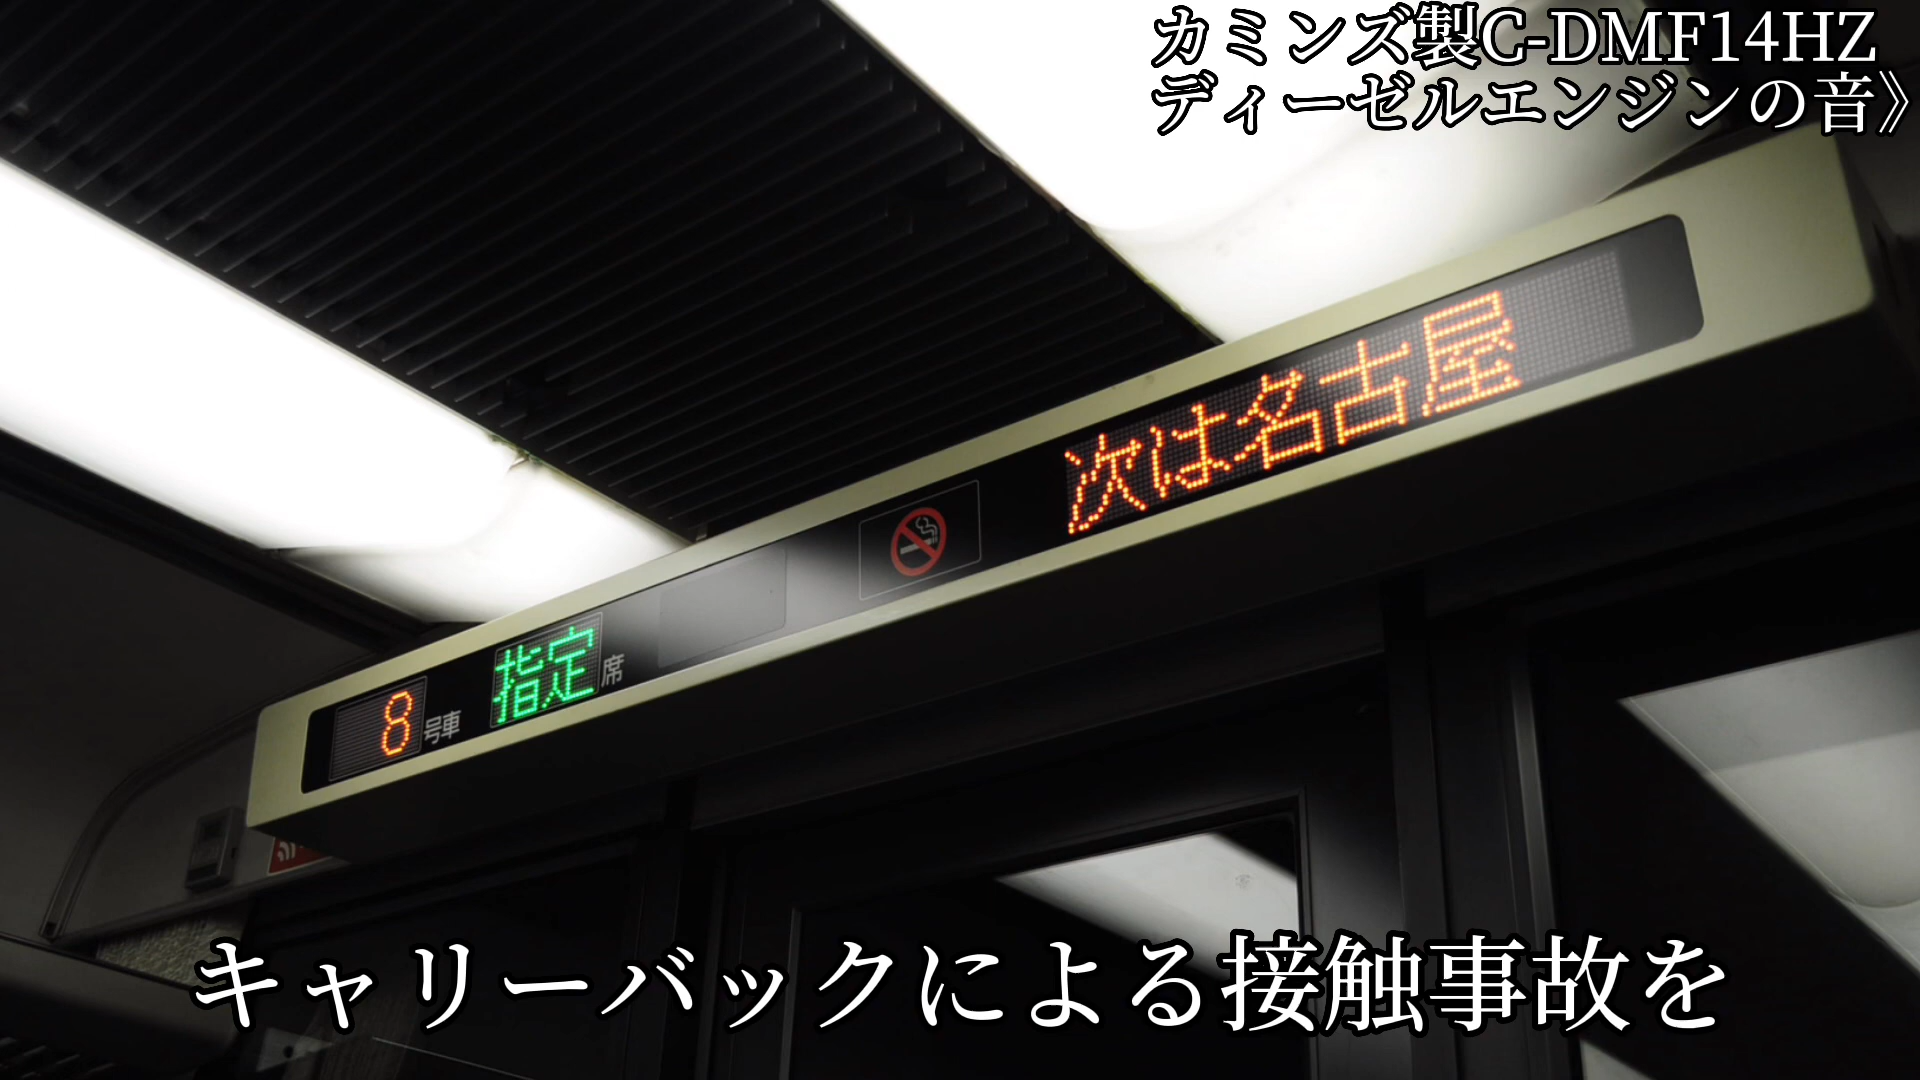 カミンズ製C-DMF14HZ
ディーゼルエンジンの音》
次は名古屋
8号車 指定席
キャリーバックによる接触事故を